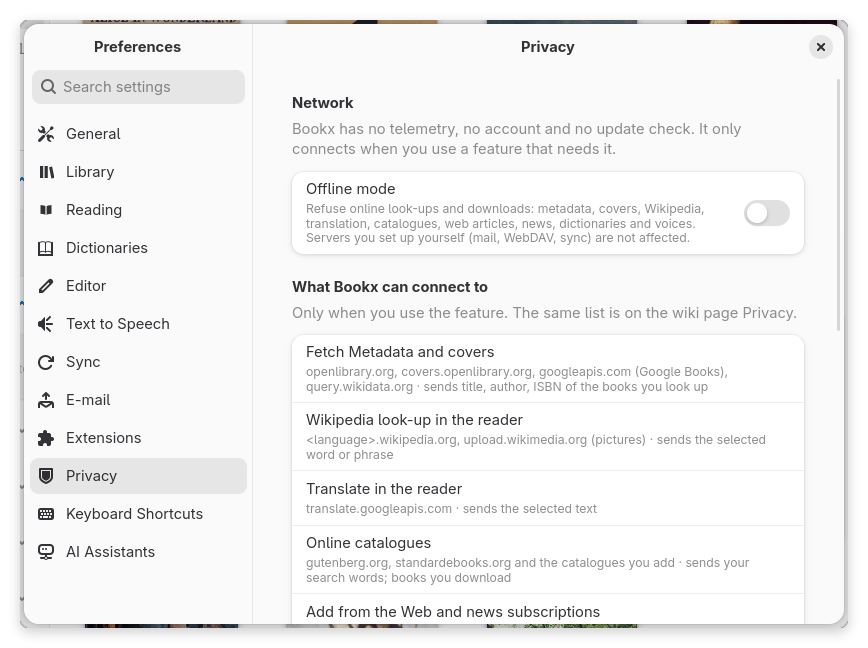 Preferences
Search settings
General
Library
Reading
Dictionaries
Editor
Text to Speech
Sync
E-mail
Extensions
Privacy
Keyboard Shortcuts
AI Assistants
Privacy
Network
Bookx has no telemetry, no account and no update check. It only
connects when you use a feature that needs it.
Offline mode
Refuse online look-ups and downloads: metadata, covers, Wikipedia,
translation, catalogues, web articles, news, dictionaries and voices.
Servers you set up yourself (mail, WebDAV, sync) are not affected.
What Bookx can connect to
Only when you use the feature. The same list is on the wiki page Privacy.
Fetch Metadata and covers
openlibrary.org, covers.openlibrary.org, googleapis.com (Google Books),
query.wikidata.org · sends title, author, ISBN of the books you look up
Wikipedia look-up in the reader
<language>.wikipedia.org, upload.wikimedia.org (pictures) · sends the selected
word or phrase
Translate in the reader
translate.googleapis.com · sends the selected text
Online catalogues
gutenberg.org, standardebooks.org and the catalogues you add · sends your
search words; books you download
Add from the Web and news subscriptions